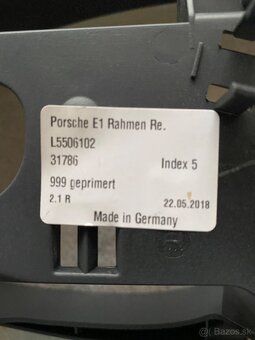 Porsche E1 Rahmen Re.
L5506102
31786 Index 5
999 geprimert
2.1 R 22.05.2018
Made in Germany
Bazos.sk